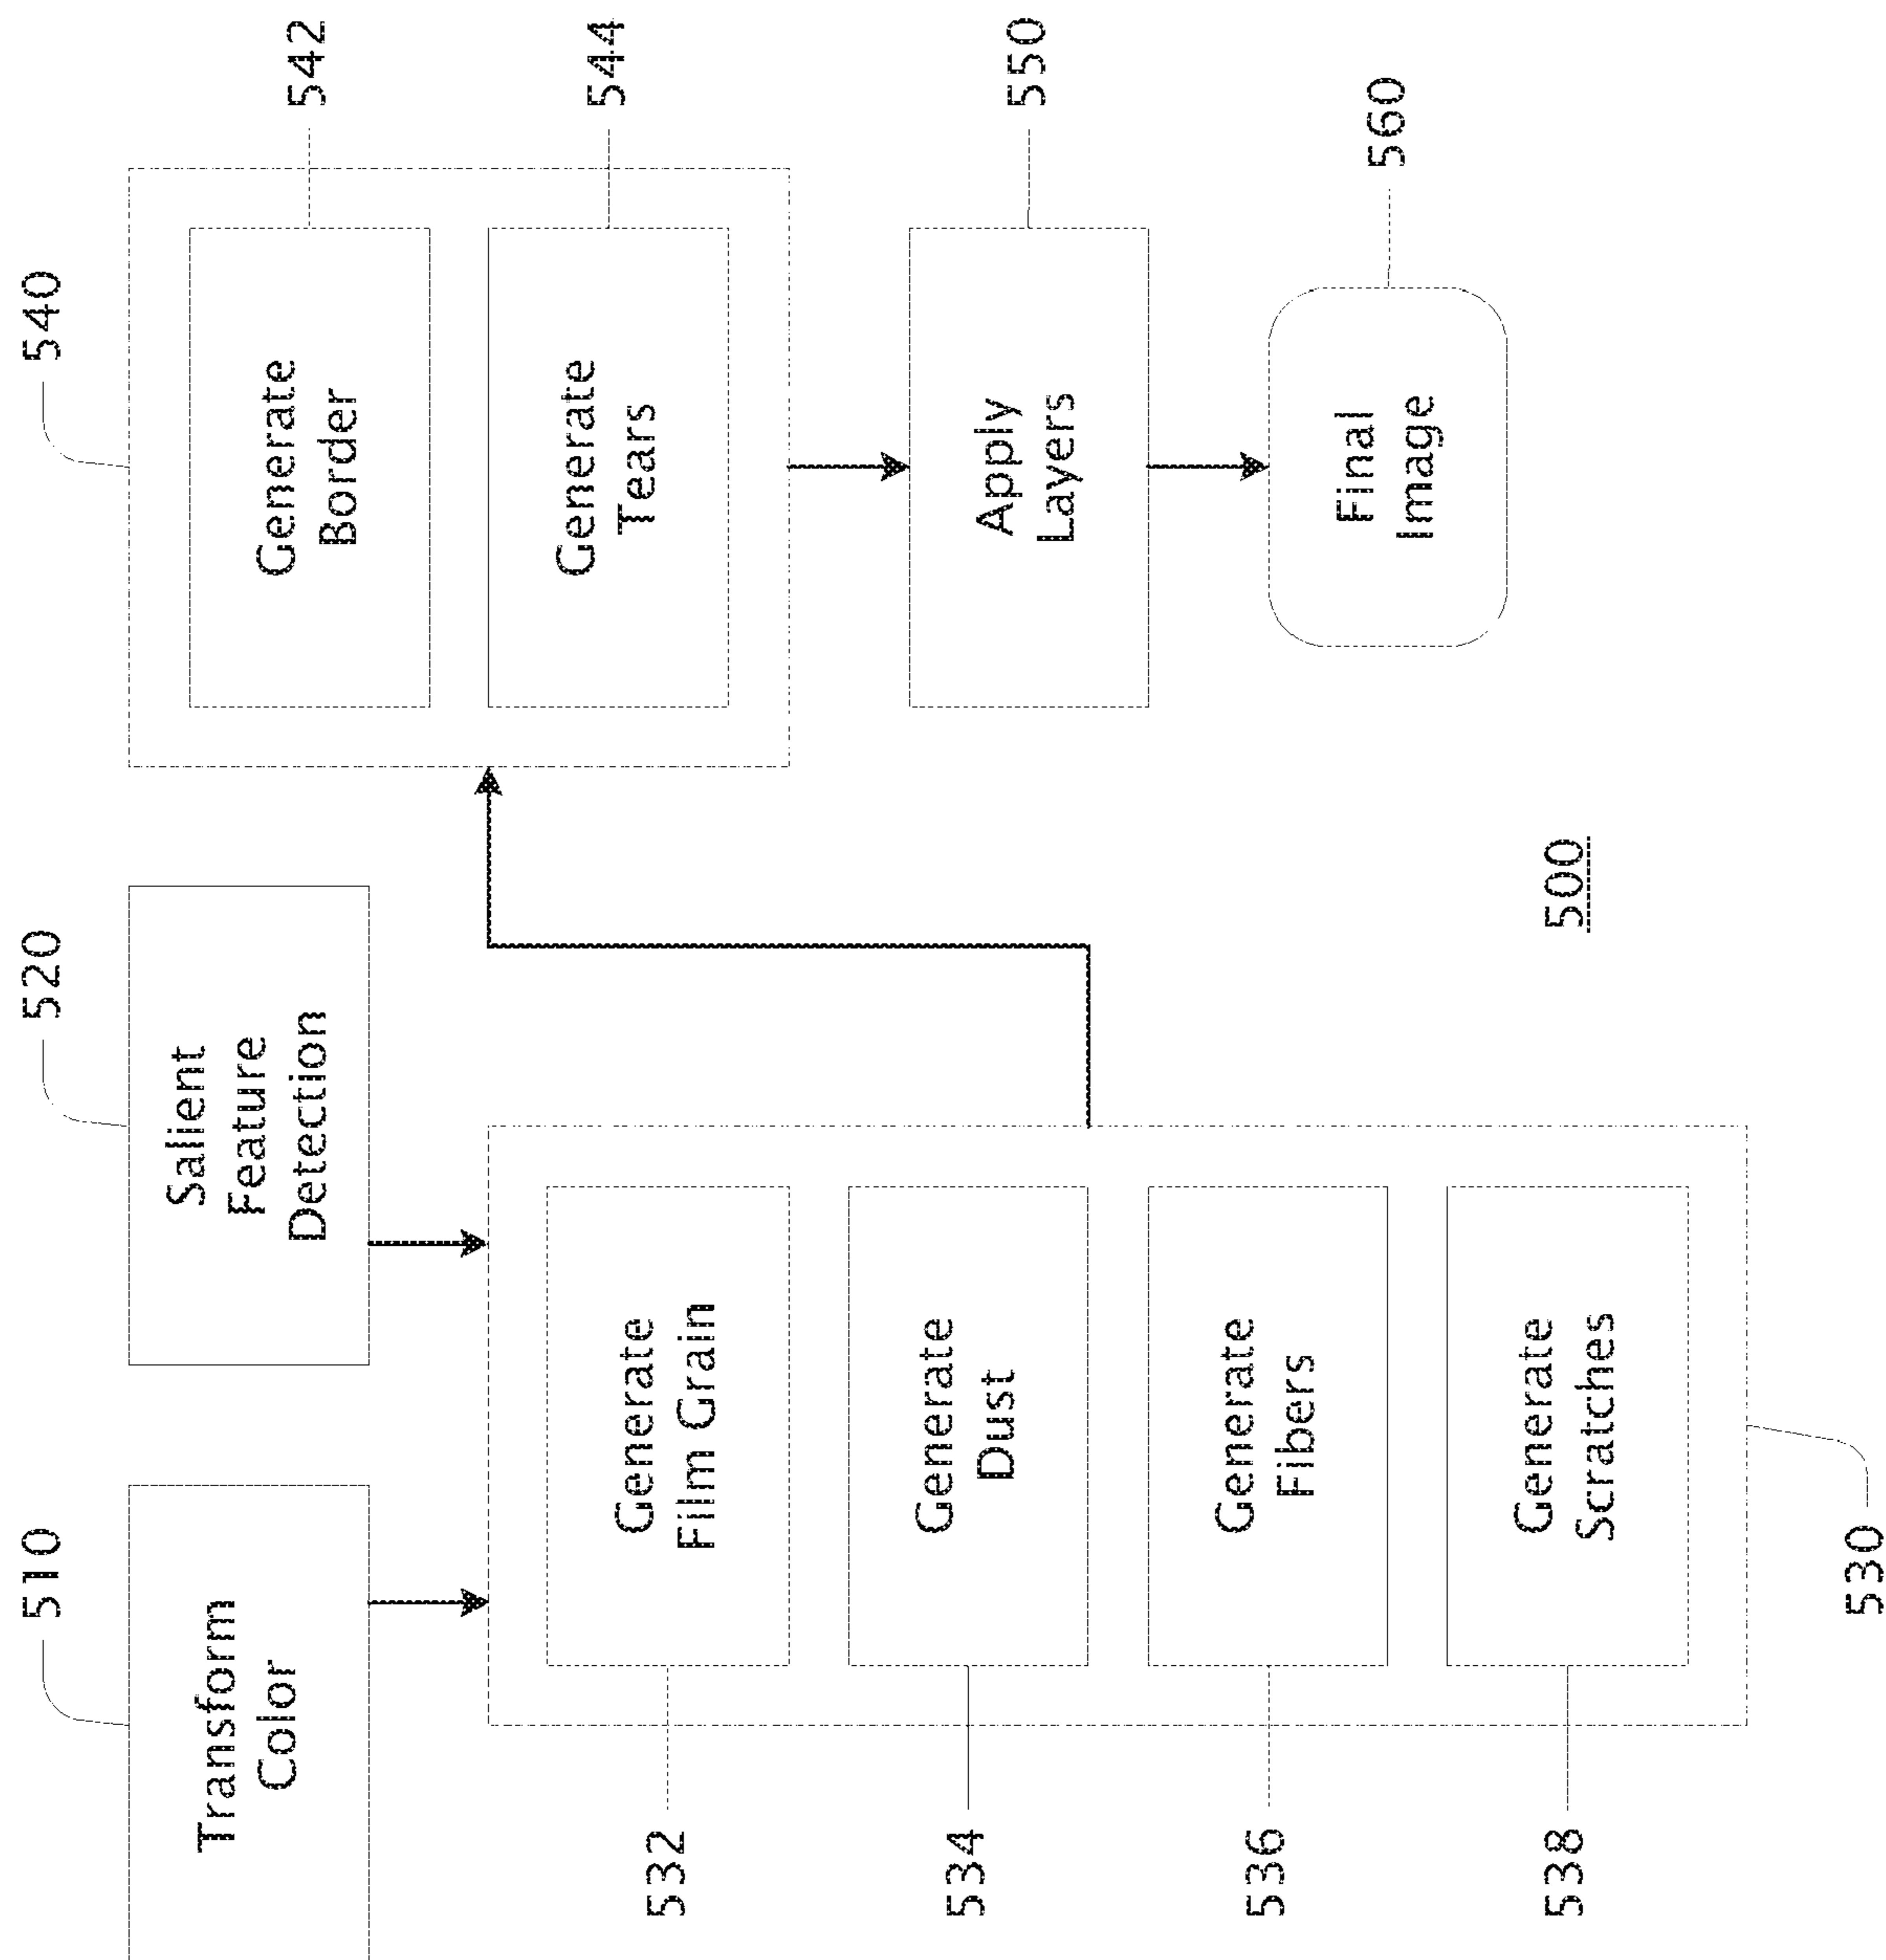 510
Transform
Color
520
Salient
Feature
Detection
532
Generate
Film Grain
534
Generate
Dust
536
Generate
Fibers
538
Generate
Scratches
530
540
Generate
Border
542
Generate
Tears
544
Apply
Layers
550
Final
Image
560
500